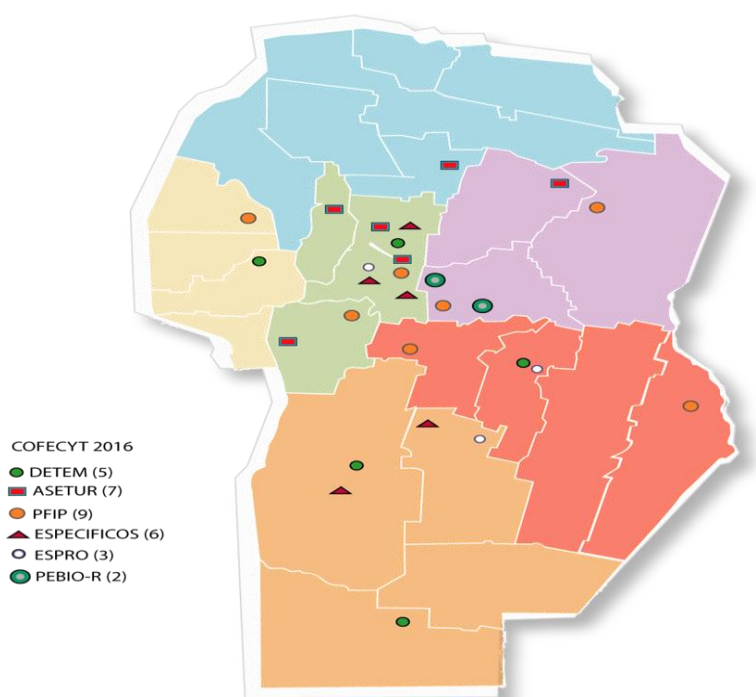 COFECYT 2016
DETEM (5)
ASETUR (7)
PFIP (9)
ESPECIFICOS (6)
ESPRO (3)
PEBIO-R (2)